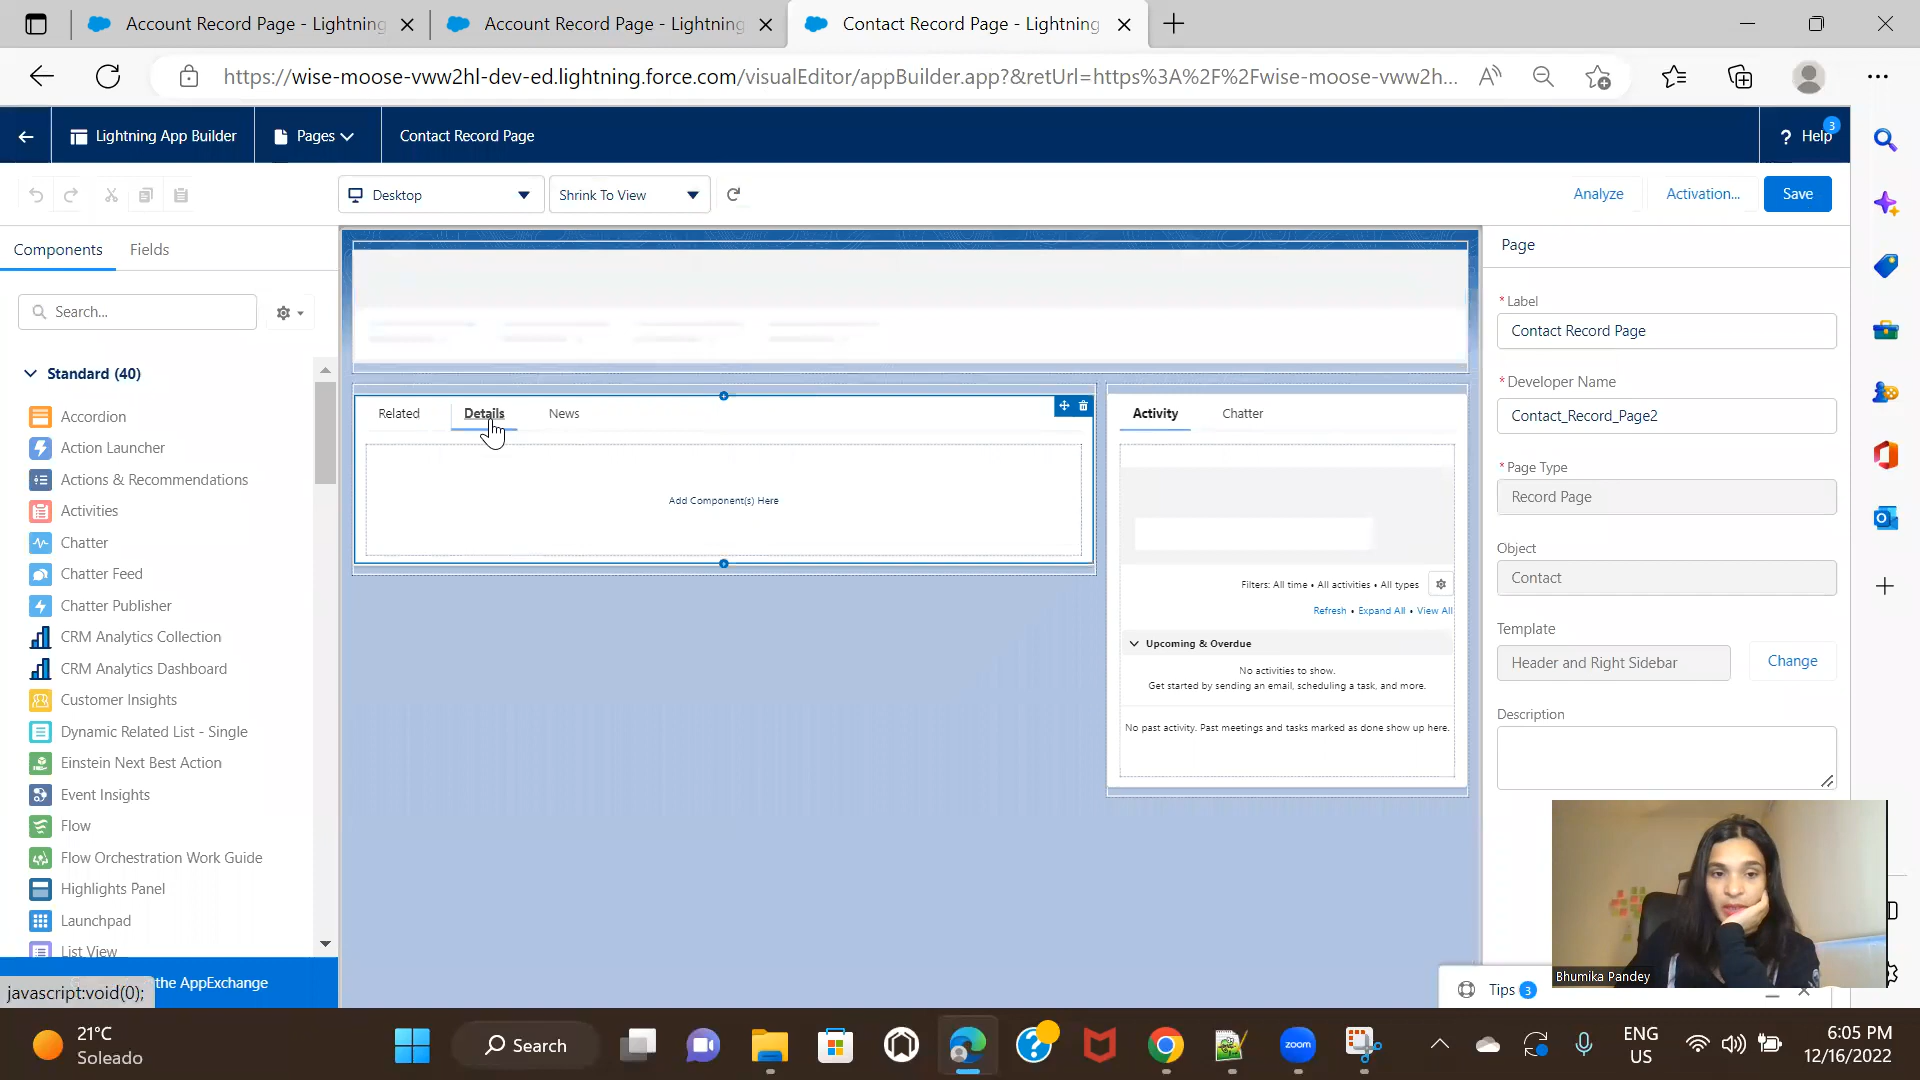 Account Record Page - Lightning
Account Record Page - Lightning
Contact Record Page - Lightning
https://wise-moose-vww2hl-dev-ed.lightning.force.com/visualEditor/appBuilder.app?&retUrl=https%3A%2F%2Fwise-moose-vww2h...
Lightning App Builder
Pages
Contact Record Page
? Help
3
Desktop
Shrink To View
Analyze
Activation...
Save
Components
Fields
Search...
Standard (40)
Accordion
Action Launcher
Actions & Recommendations
Activities
Chatter
Chatter Feed
Chatter Publisher
CRM Analytics Collection
CRM Analytics Dashboard
Customer Insights
Dynamic Related List - Single
Einstein Next Best Action
Event Insights
Flow
Flow Orchestration Work Guide
Highlights Panel
Launchpad
List View
the AppExchange
javascript:void(0);
Related
Details
News
Add Component(s) Here
Activity
Chatter
Filters: All time • All activities • All types
Refresh • Expand All • View All
Upcoming & Overdue
No activities to show.
Get started by sending an email, scheduling a task, and more.
No past activity. Past meetings and tasks marked as done show up here.
Page
* Label
Contact Record Page
* Developer Name
Contact_Record_Page2
* Page Type
Record Page
Object
Contact
Template
Header and Right Sidebar
Change
Description
Bhumika Pandey
Tips 3
21°C
Soleado
Search
zoom
ENG
US
6:05 PM
12/16/2022